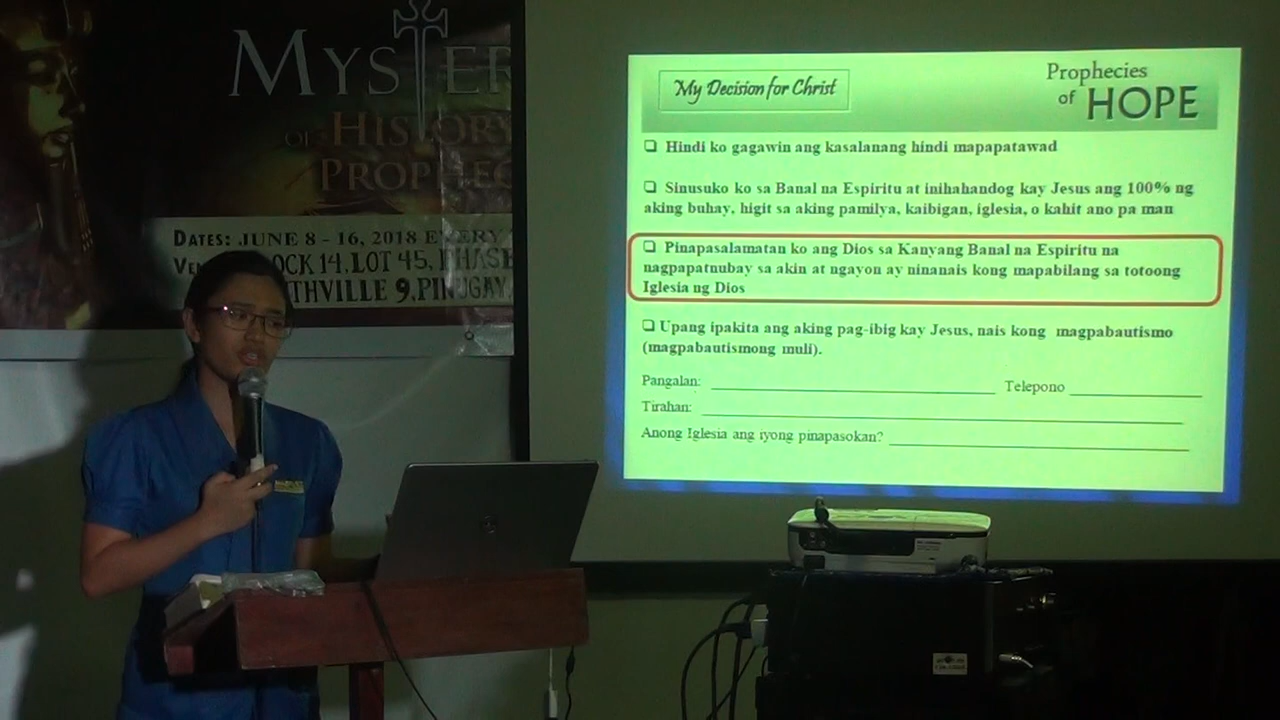 MYSTER
OF HISTORY
PROPHEC
DATES: JUNE 8 - 16, 2018 EVERY
OCK 14, LOT 45, PHASE
THVILLE 9, PINUGAY,
My Decision for Christ
Prophecies
of HOPE
❑ Hindi ko gagawin ang kasalanang hindi mapapatawad
❑ Sinusuko ko sa Banal na Espiritu at inihahandog kay Jesus ang 100% ng
aking buhay, higit sa aking pamilya, kaibigan, iglesia, o kahit ano pa man
❑ Pinapasalamatan ko ang Dios sa Kanyang Banal na Espiritu na
nagpapatnubay sa akin at ngayon ay ninanais kong mapabilang sa totoong
Iglesia ng Dios
❑ Upang ipakita ang aking pag-ibig kay Jesus, nais kong magpabautismo
(magpabautismong muli).
Pangalan: Telepono
Tirahan:
Anong Iglesia ang iyong pinapasokan?